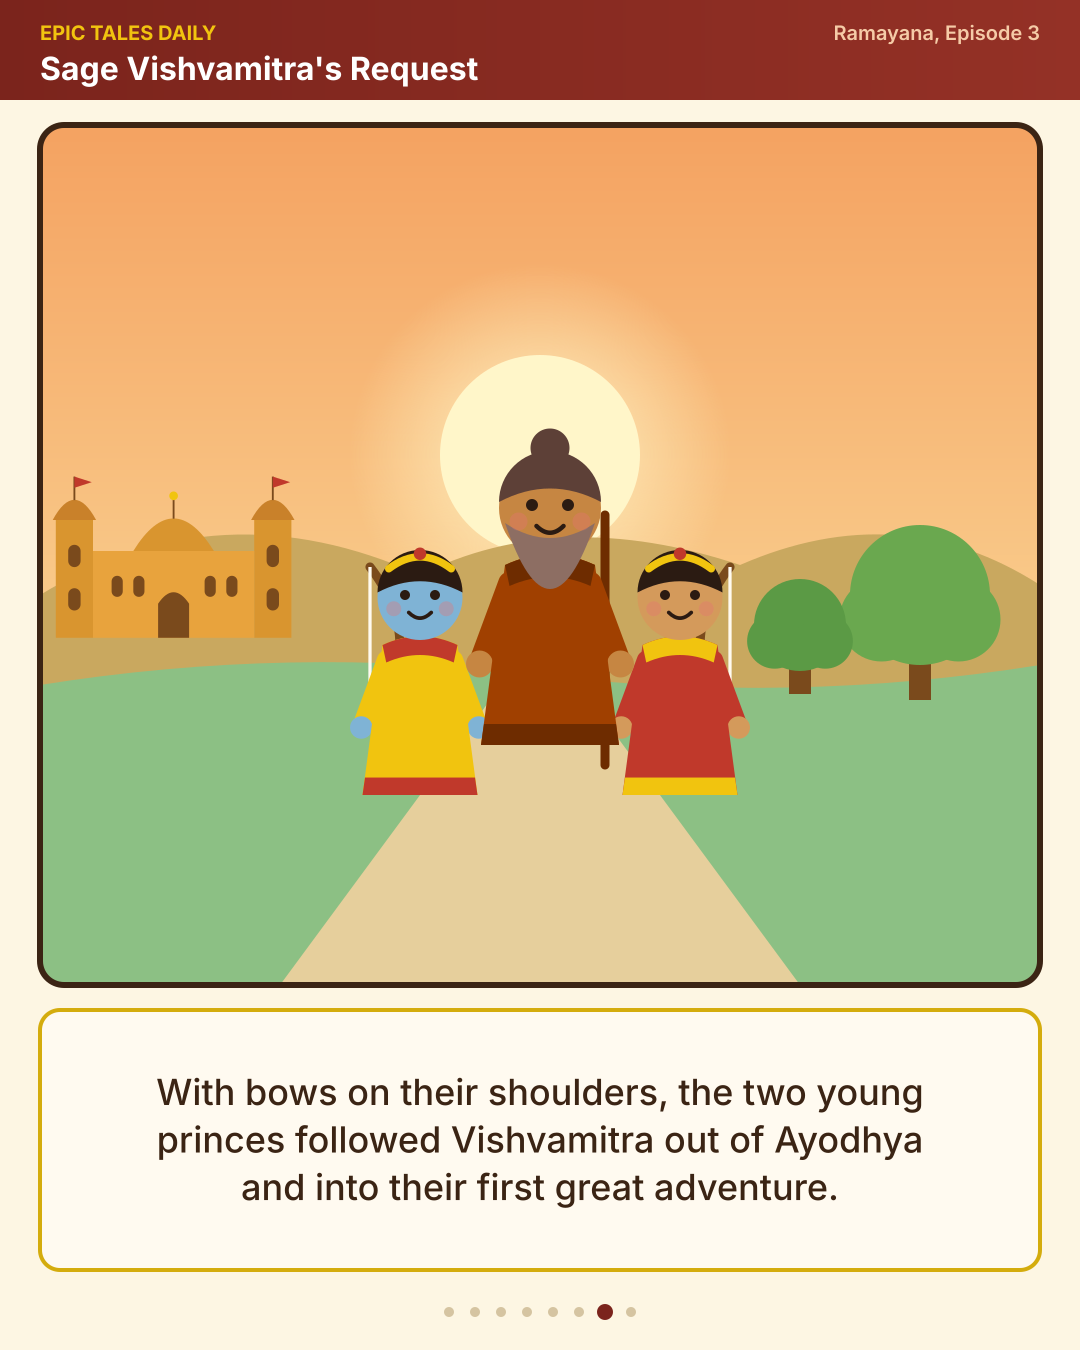 EPIC TALES DAILY
Ramayana, Episode 3
Sage Vishvamitra's Request
With bows on their shoulders, the two young
princes followed Vishvamitra out of Ayodhya
and into their first great adventure.